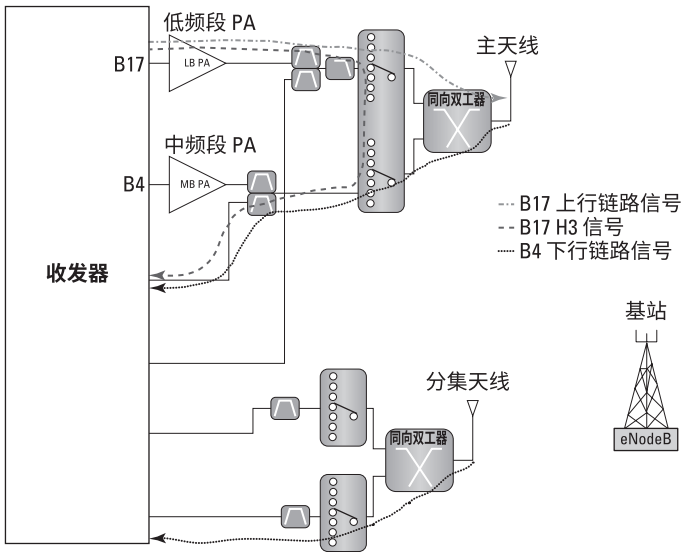 低频段 PA
B17
LB PA
主天线
同向双工器
中频段 PA
B4
MB PA
B17 上行链路信号
B17 H3 信号
B4 下行链路信号
收发器
基站
eNodeB
分集天线
同向双工器